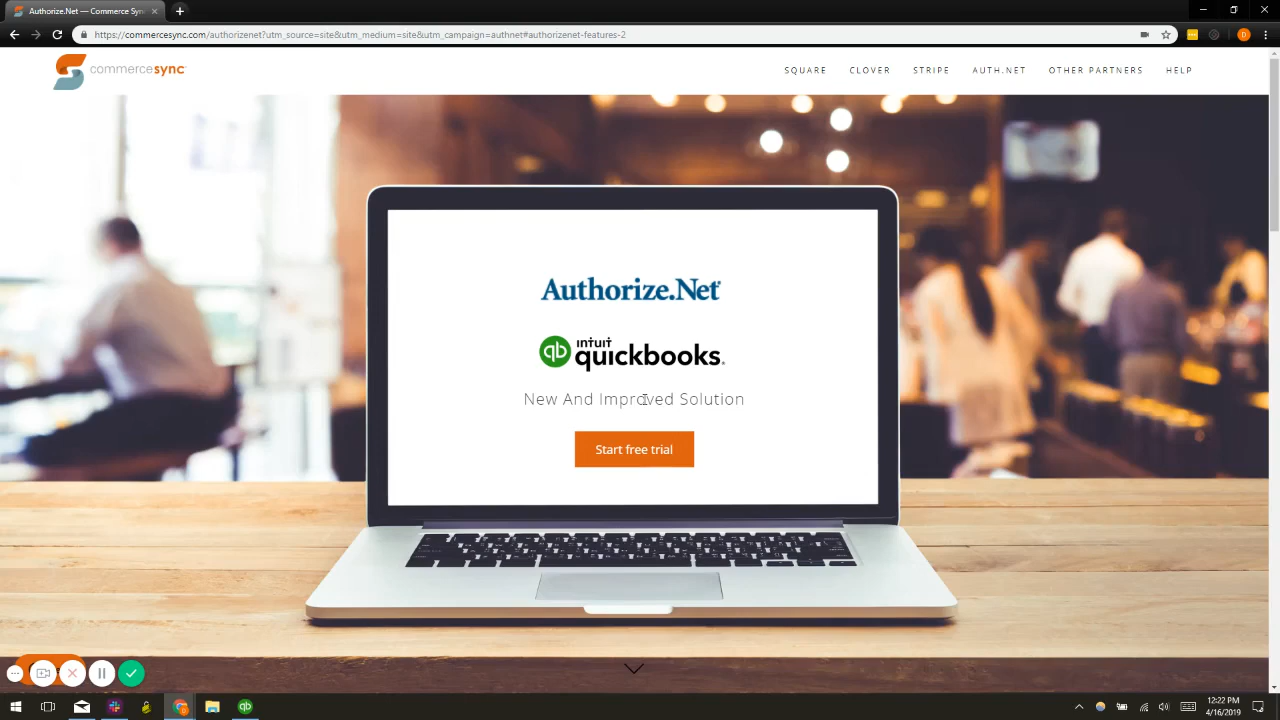 Authorize.Net — Commerce Sync
https://commercesync.com/authorizenet?utm_source=site&utm_medium=site&utm_campaign=authnet#authorizenet-features-2
commercesync
SQUARE CLOVER STRIPE AUTH.NET OTHER PARTNERS HELP
Authorize.Net
qb intuit quickbooks.
New And Improved Solution
Start free trial
12:22 PM
4/16/2019